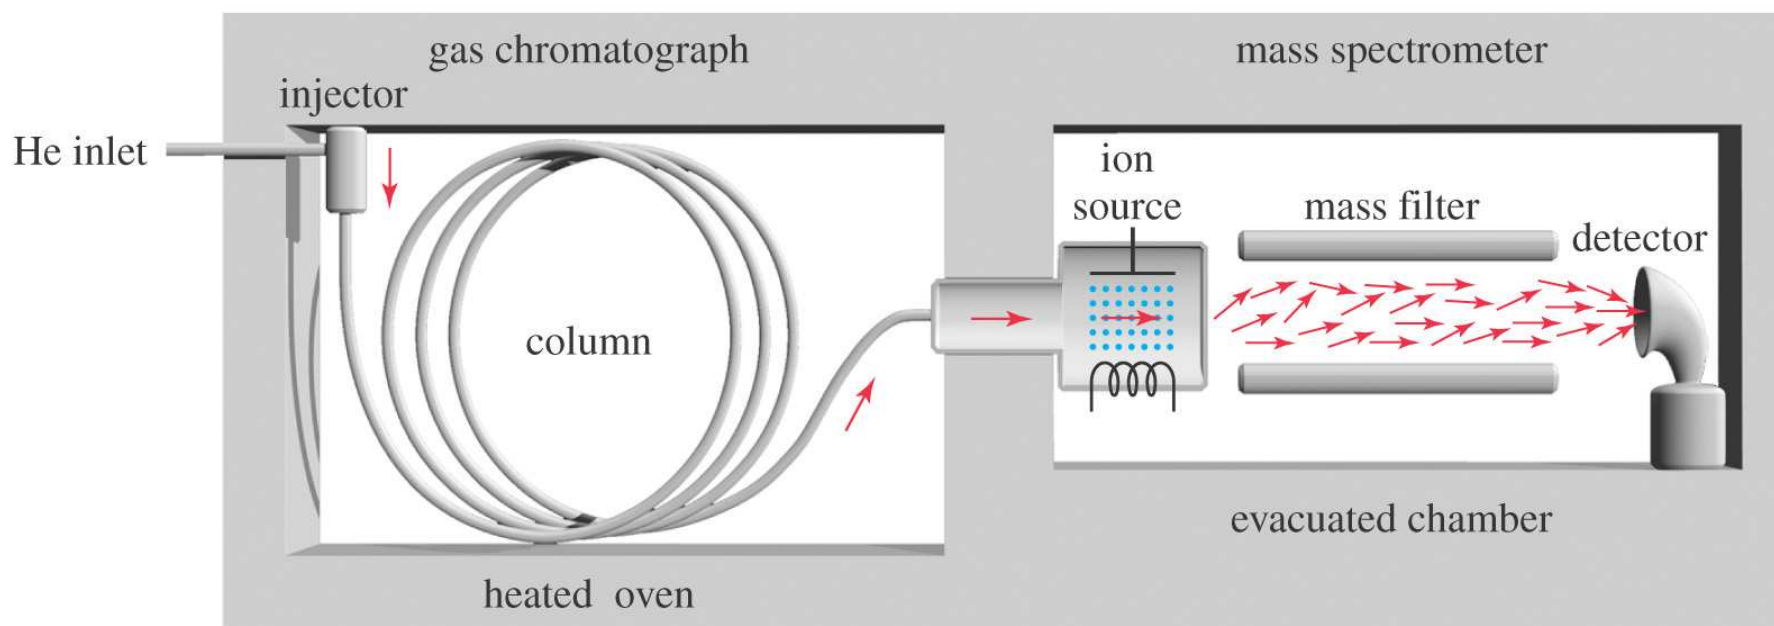 gas chromatograph
mass spectrometer
injector
He inlet
ion
source
mass filter
detector
column
evacuated chamber
heated oven